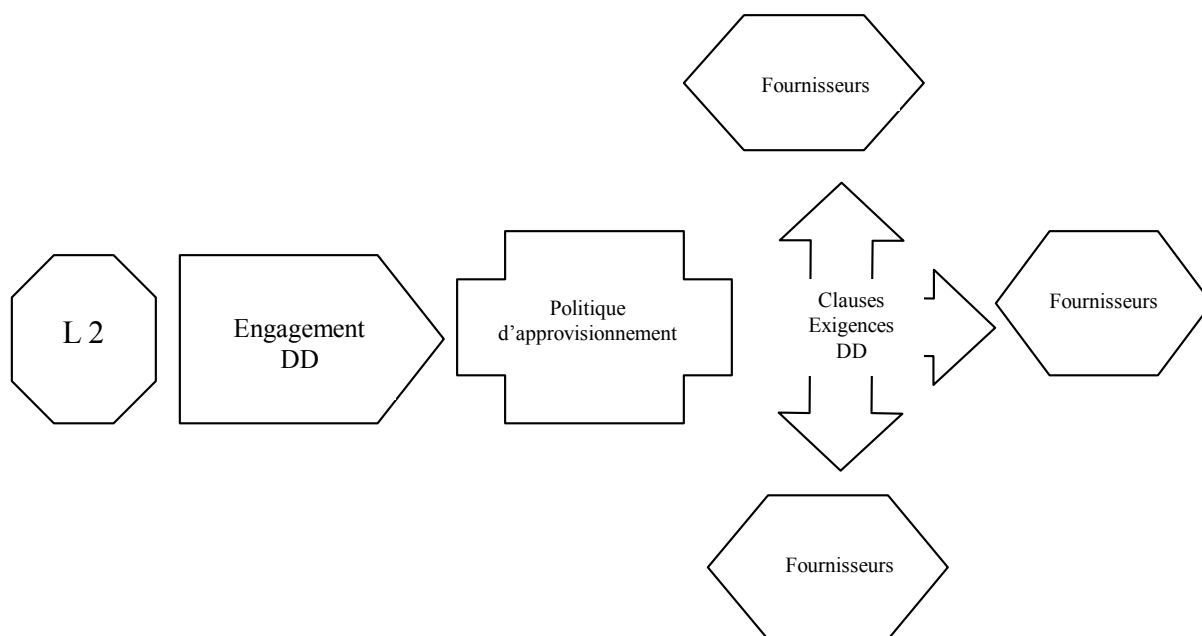 Fournisseurs
L 2
Engagement
DD
Politique
d’approvisionnement
Clauses
Exigences
DD
Fournisseurs
Fournisseurs